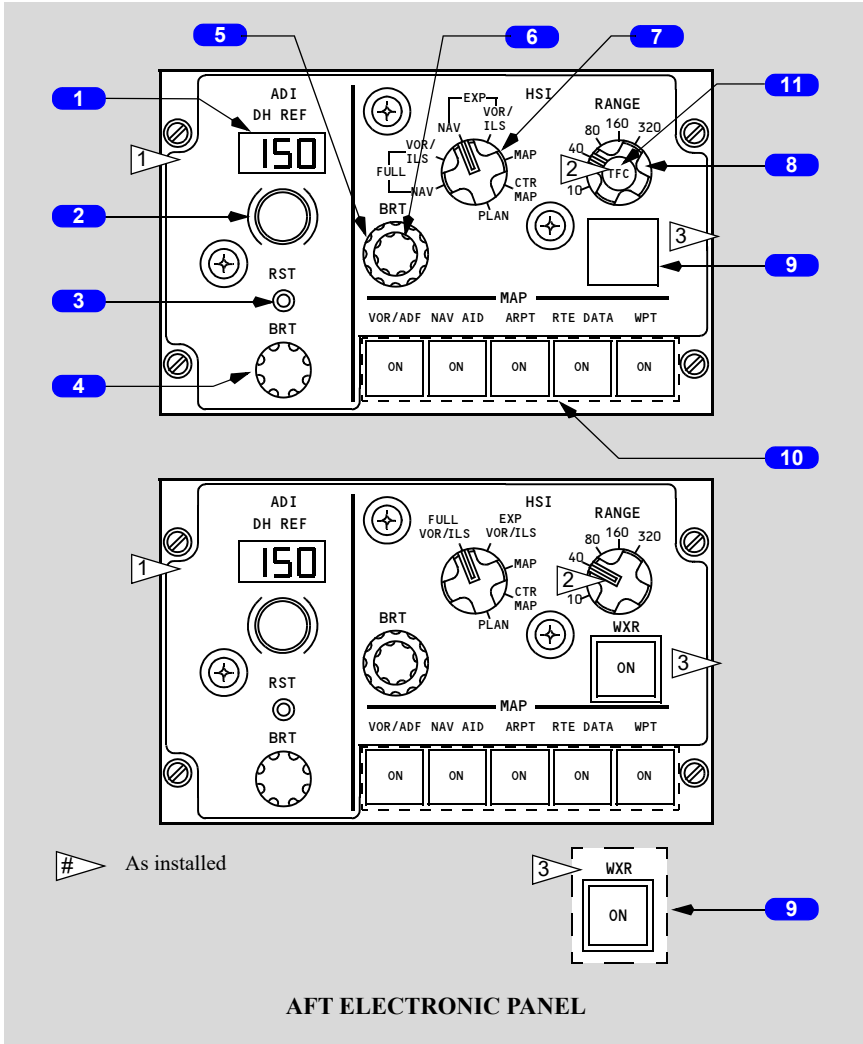 5
6
7
11
1
ADI
DH REF
150
1
2
RST
3
BRT
4
HSI
EXP
VOR/
ILS
NAV
VOR/
ILS
FULL
NAV
MAP
CTR
MAP
PLAN
BRT
RANGE
10
40
80
160
320
2
TFC
8
3
9
MAP
VOR/ADF NAV AID ARPT RTE DATA WPT
ON ON ON ON ON
10
ADI
DH REF
150
1
RST
BRT
HSI
FULL
VOR/ILS
EXP
VOR/ILS
MAP
CTR
MAP
PLAN
BRT
RANGE
10
40
80
160
320
2
WXR
ON
3
MAP
VOR/ADF NAV AID ARPT RTE DATA WPT
ON ON ON ON ON
# As installed
3
WXR
ON
9
AFT ELECTRONIC PANEL